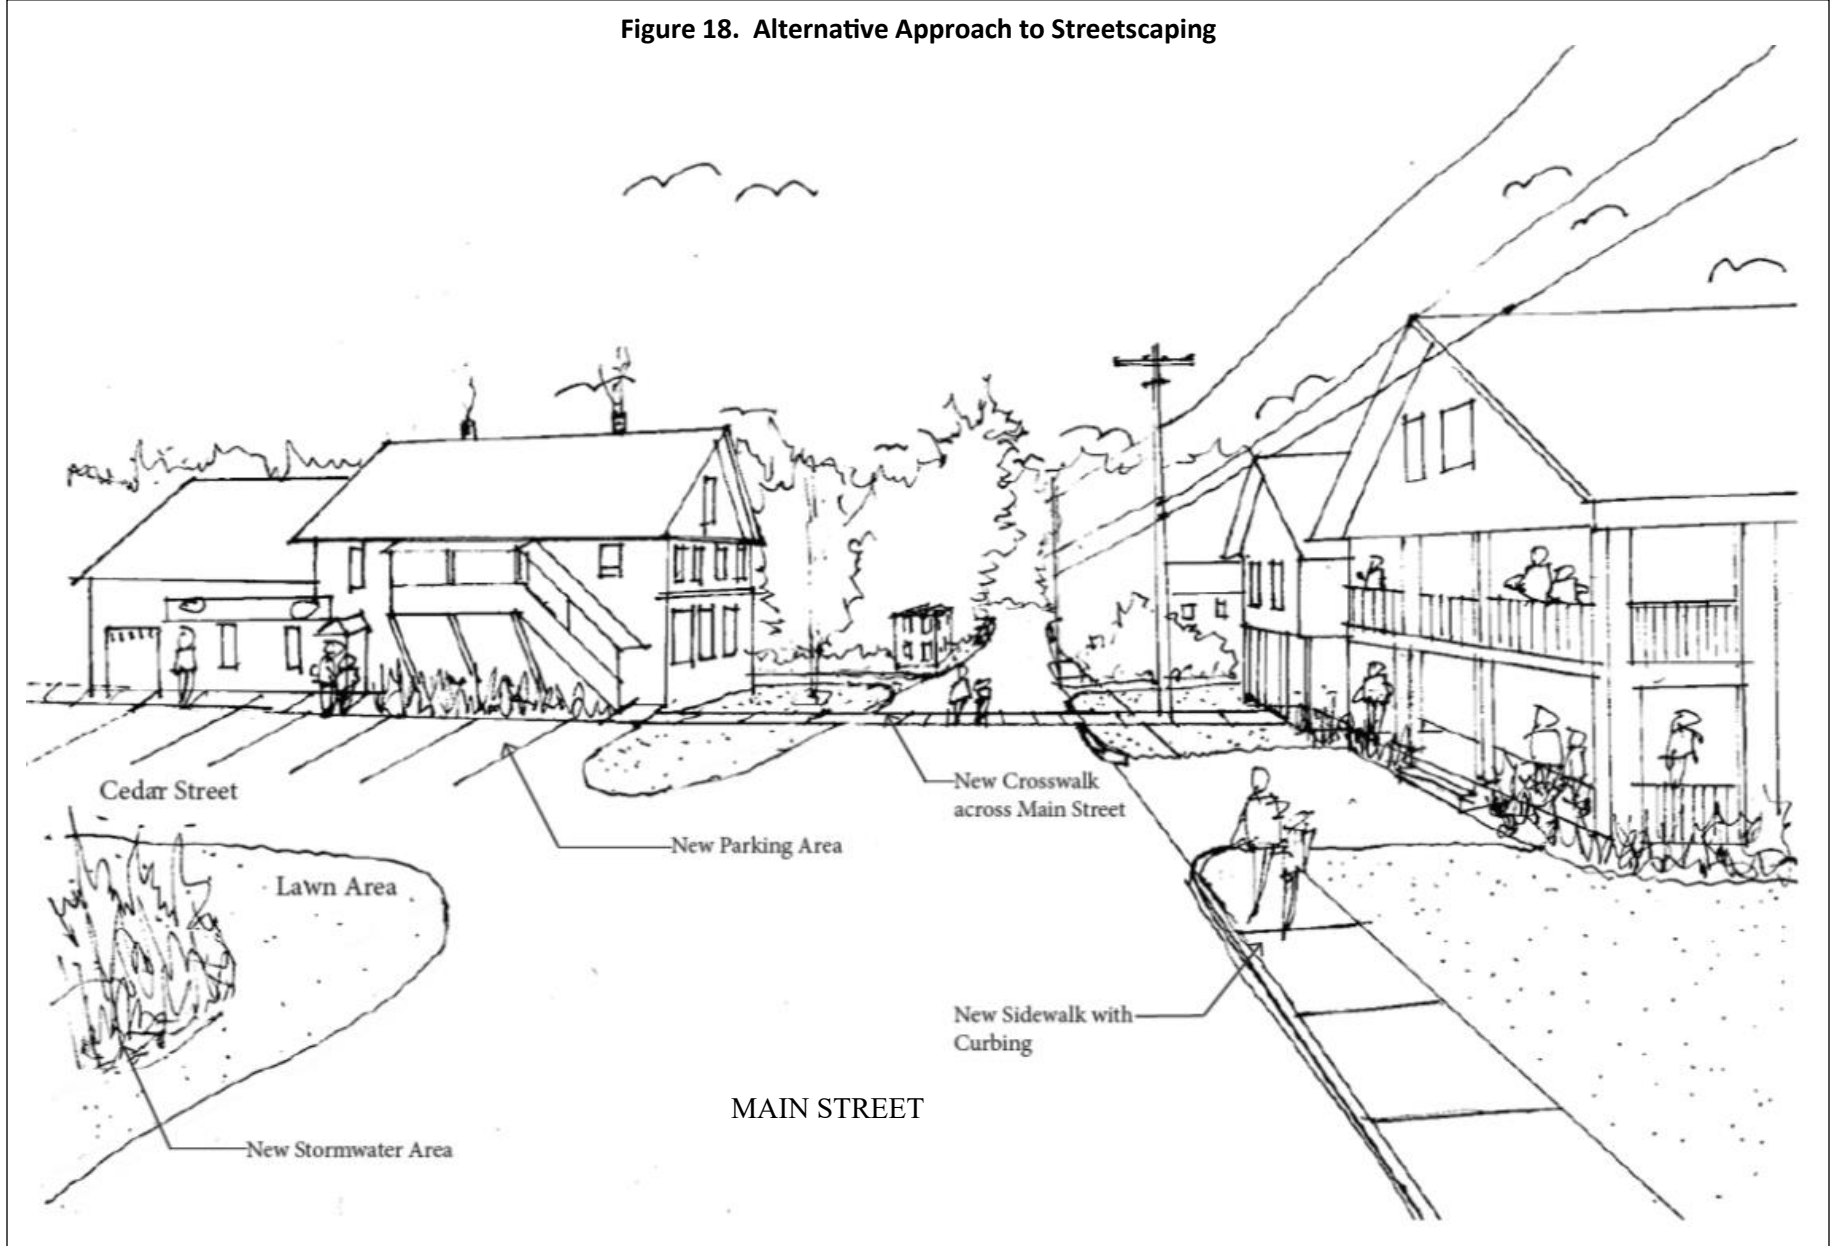 Figure 18.  Alternative Approach to Streetscaping
New Crosswalk
across Main Street
Cedar Street
New Parking Area
Lawn Area
New Sidewalk with
Curbing
MAIN STREET
New Stormwater Area